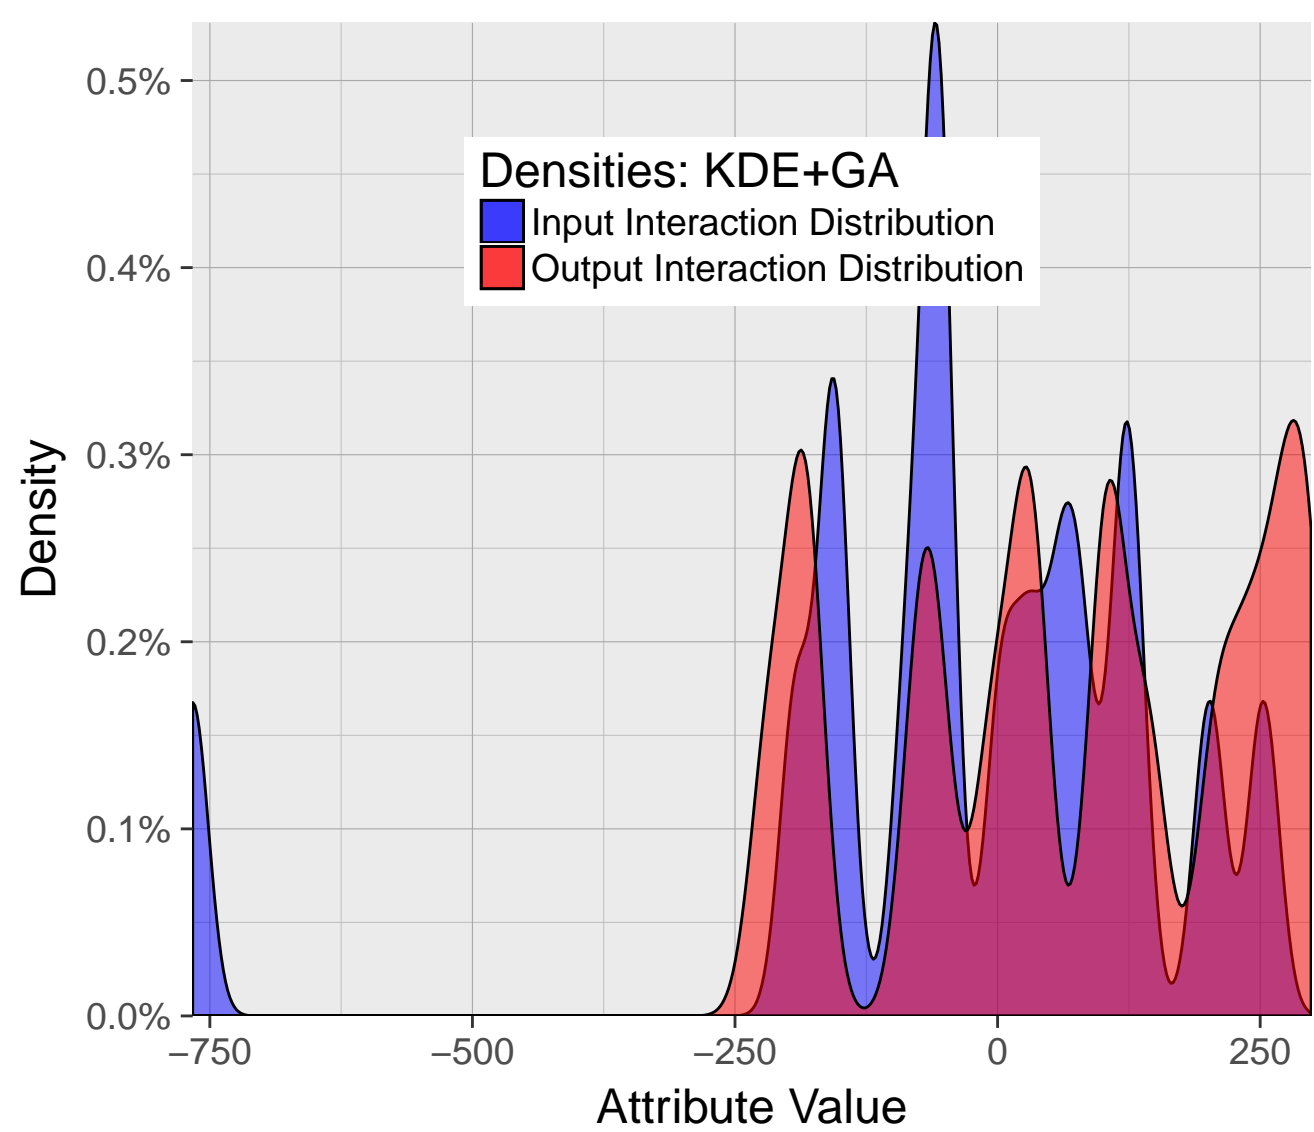 0.5%
0.4%
0.3%
0.2%
0.1%
0.0%
Density
Densities: KDE+GA
Input Interaction Distribution
Output Interaction Distribution
−750 −500 −250 0 250
Attribute Value